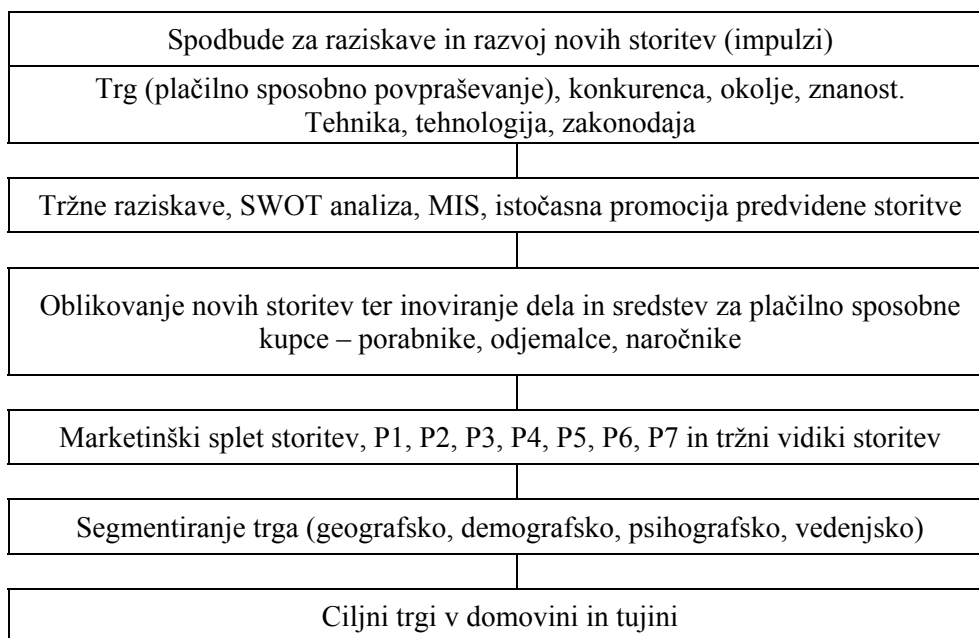 Spodbude za raziskave in razvoj novih storitev (impulzi)
Trg (plačilno sposobno povpraševanje), konkurenca, okolje, znanost.
Tehnika, tehnologija, zakonodaja
Tržne raziskave, SWOT analiza, MIS, istočasna promocija predvidene storitve
Oblikovanje novih storitev ter inoviranje dela in sredstev za plačilno sposobne
kupce – porabnike, odjemalce, naročnike
Marketinški splet storitev, P1, P2, P3, P4, P5, P6, P7 in tržni vidiki storitev
Segmentiranje trga (geografsko, demografsko, psihografsko, vedenjsko)
Ciljni trgi v domovini in tujini